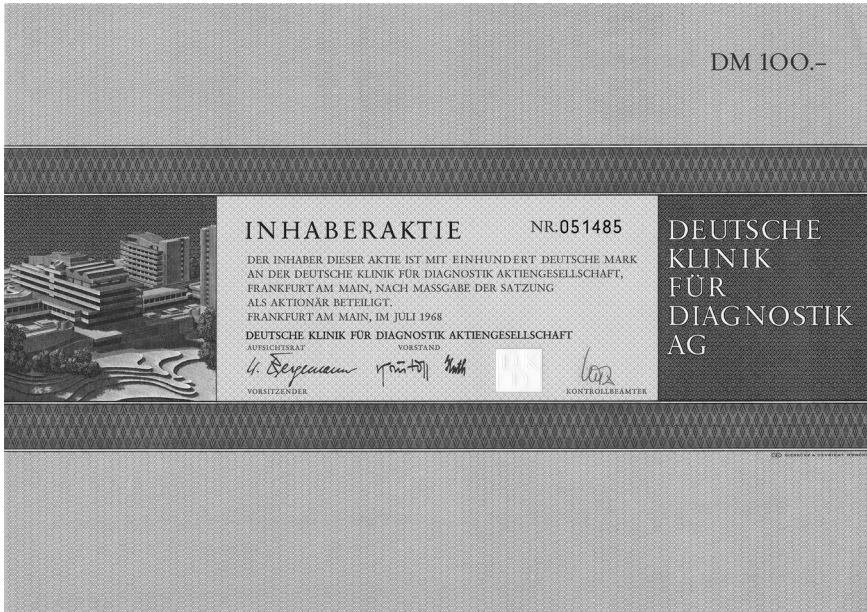 DM 100.–
INHABERAKTIE NR.051485
DER INHABER DIESER AKTIE IST MIT EINHUNDERT DEUTSCHE MARK
AN DER DEUTSCHE KLINIK FÜR DIAGNOSTIK AKTIENGESELLSCHAFT,
FRANKFURT AM MAIN, NACH MASSGABE DER SATZUNG
ALS AKTIONÄR BETEILIGT.
FRANKFURT AM MAIN, IM JULI 1968
DEUTSCHE KLINIK FÜR DIAGNOSTIK AKTIENGESELLSCHAFT
AUFSICHTSRAT VORSTAND
VORSITZENDER KONTROLLBEAMTER
DEUTSCHE
KLINIK
FÜR
DIAGNOSTIK
AG
GIESECKE & DEVRIENT